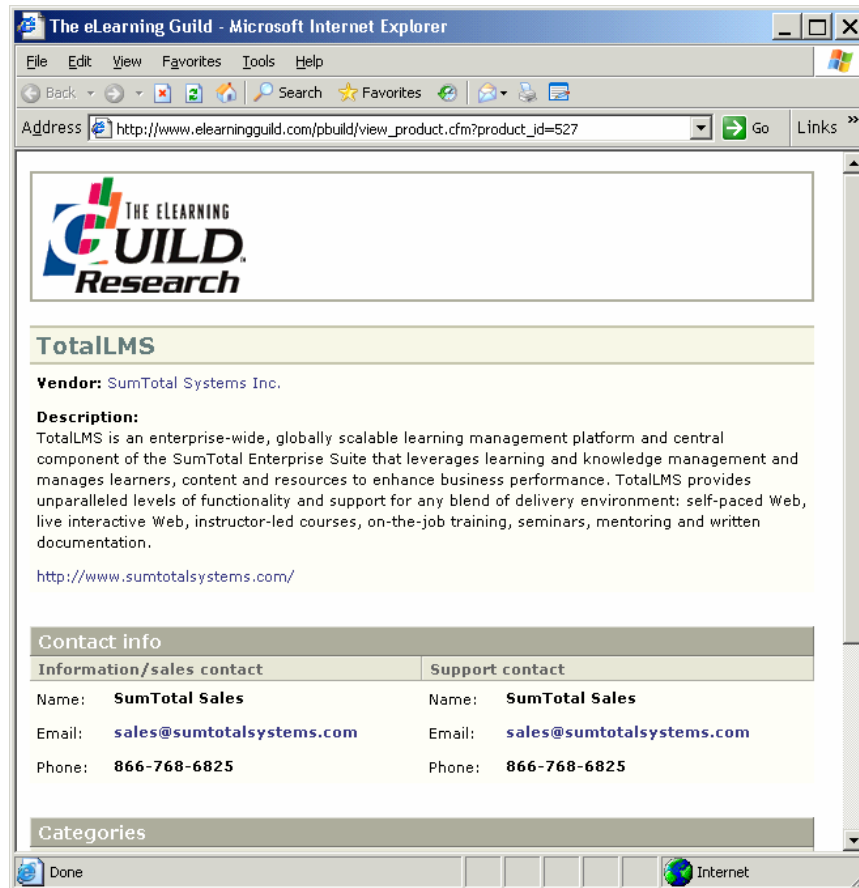 The eLearning Guild - Microsoft Internet Explorer
File Edit View Favorites Tools Help
Back Search Favorites
Address http://www.elearningguild.com/pbuild/view_product.cfm?product_id=527 Go Links »
THE ELEARNING
GUILD
Research
TotalLMS
Vendor: SumTotal Systems Inc.
Description:
TotalLMS is an enterprise-wide, globally scalable learning management platform and central
component of the SumTotal Enterprise Suite that leverages learning and knowledge management and
manages learners, content and resources to enhance business performance. TotalLMS provides
unparalleled levels of functionality and support for any blend of delivery environment: self-paced Web,
live interactive Web, instructor-led courses, on-the-job training, seminars, mentoring and written
documentation.
http://www.sumtotalsystems.com/
Contact info
Information/sales contact Support contact
Name: SumTotal Sales Name: SumTotal Sales
Email: sales@sumtotalsystems.com Email: sales@sumtotalsystems.com
Phone: 866-768-6825 Phone: 866-768-6825
Categories
Done Internet